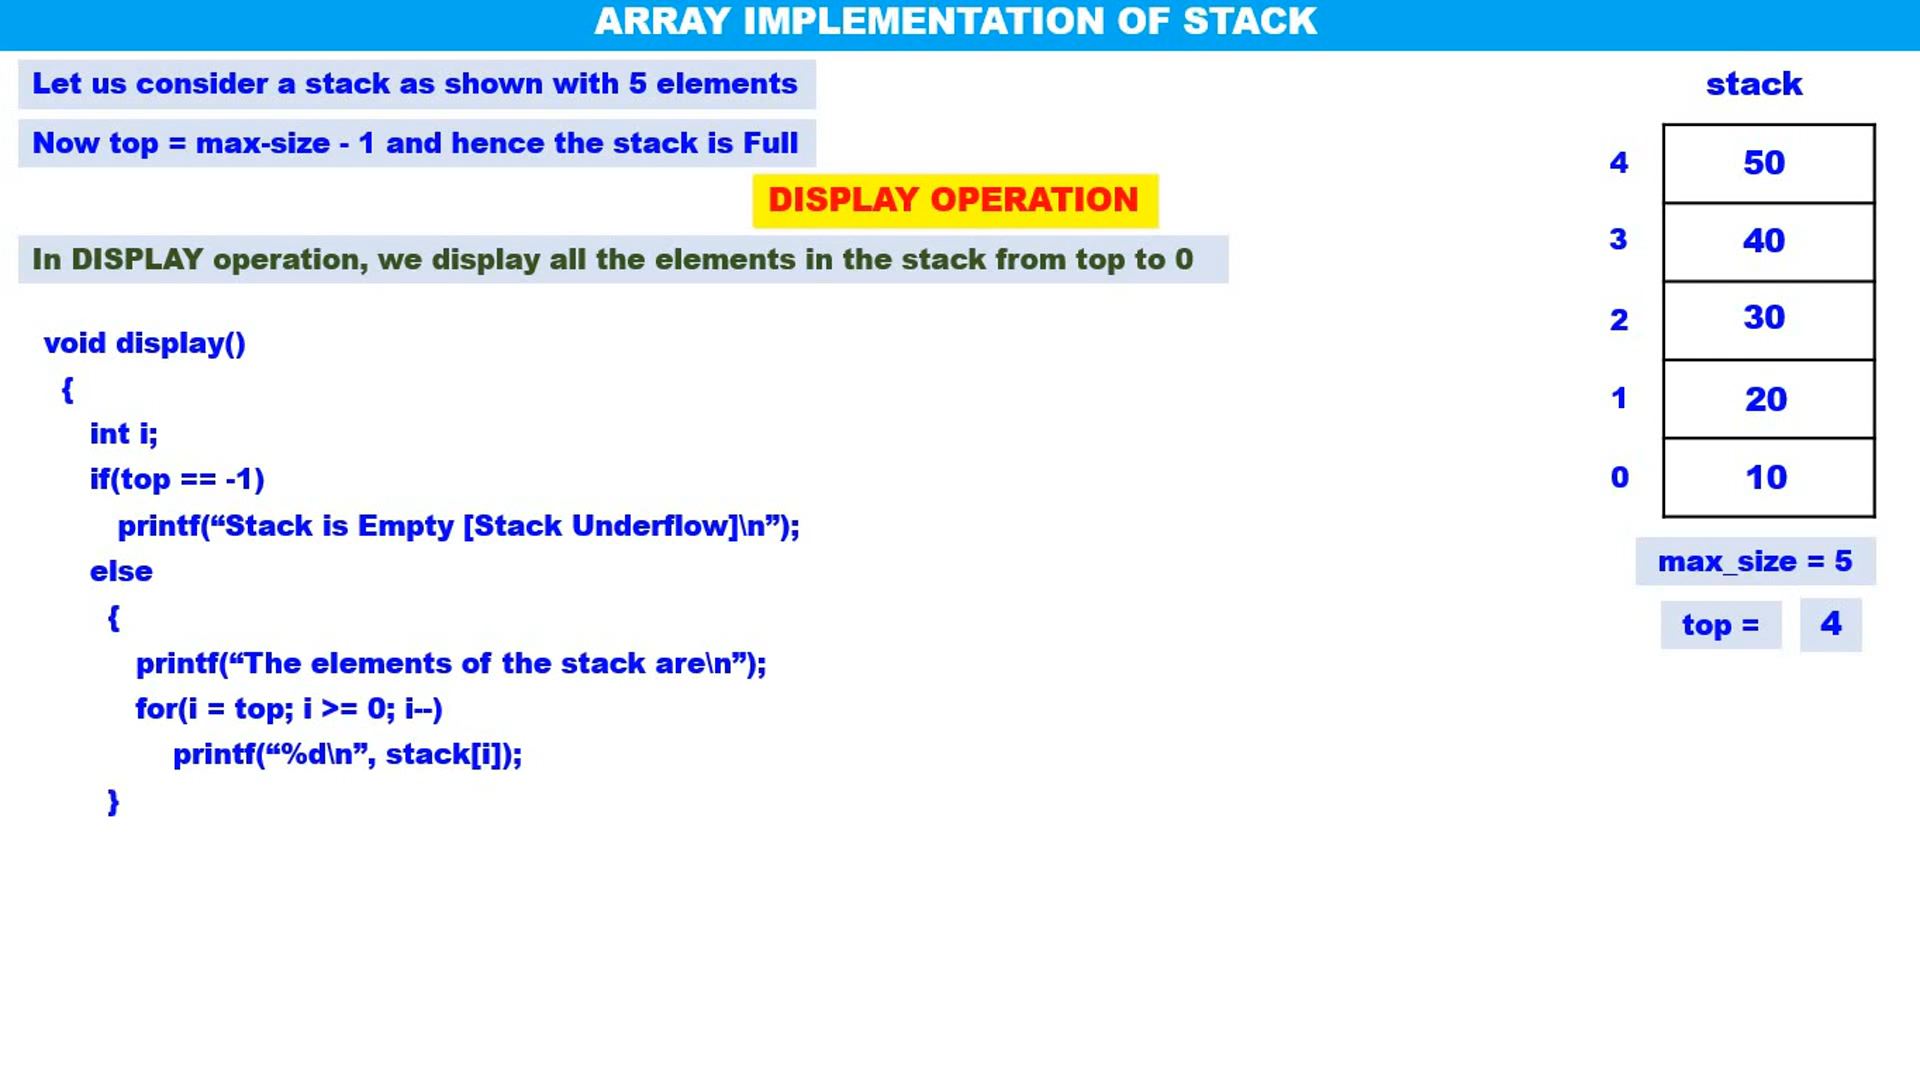 ARRAY IMPLEMENTATION OF STACK
Let us consider a stack as shown with 5 elements
Now top = max-size - 1 and hence the stack is Full
DISPLAY OPERATION
In DISPLAY operation, we display all the elements in the stack from top to 0
void display()
{
int i;
if(top == -1)
printf(“Stack is Empty [Stack Underflow]\n”);
else
{
printf(“The elements of the stack are\n”);
for(i = top; i >= 0; i--)
printf(“%d\n”, stack[i]);
}
stack
4 50
3 40
2 30
1 20
0 10
max_size = 5
top = 4